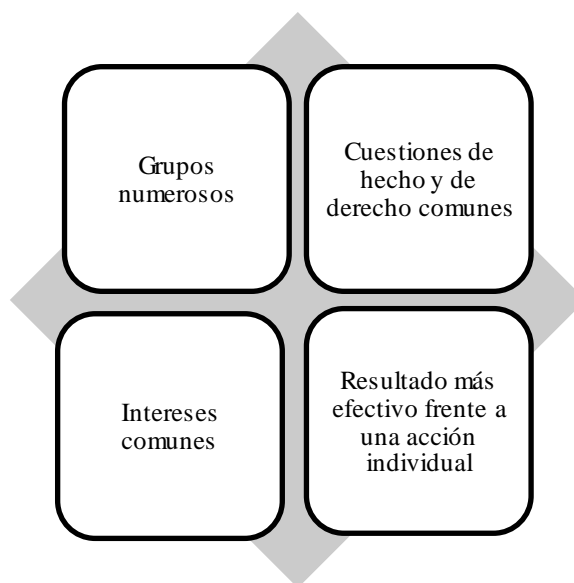 Grupos
numerosos
Cuestiones de
hecho y de
derecho comunes
Intereses
comunes
Resultado más
efectivo frente a
una acción
individual